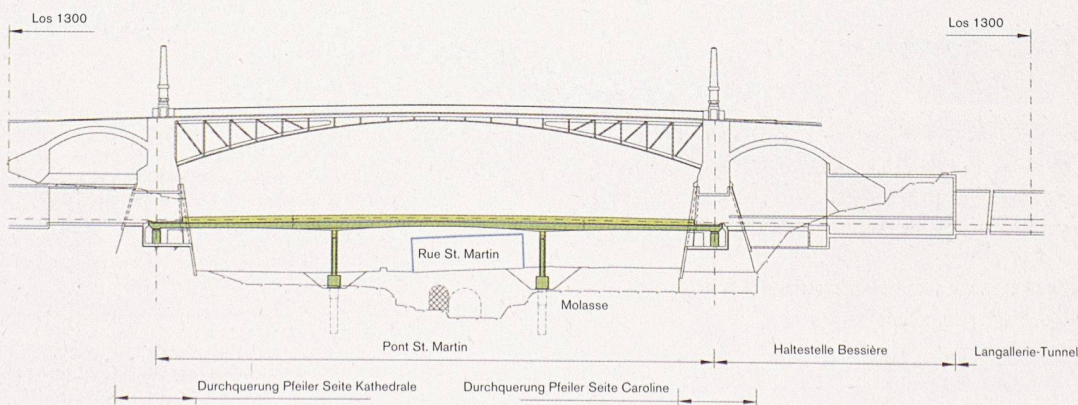 Los 1300
Los 1300
Rue St. Martin
Molasse
Pont St. Martin
Haltestelle Bessière
Langallerie-Tunnel
Durchquerung Pfeiler Seite Kathedrale
Durchquerung Pfeiler Seite Caroline